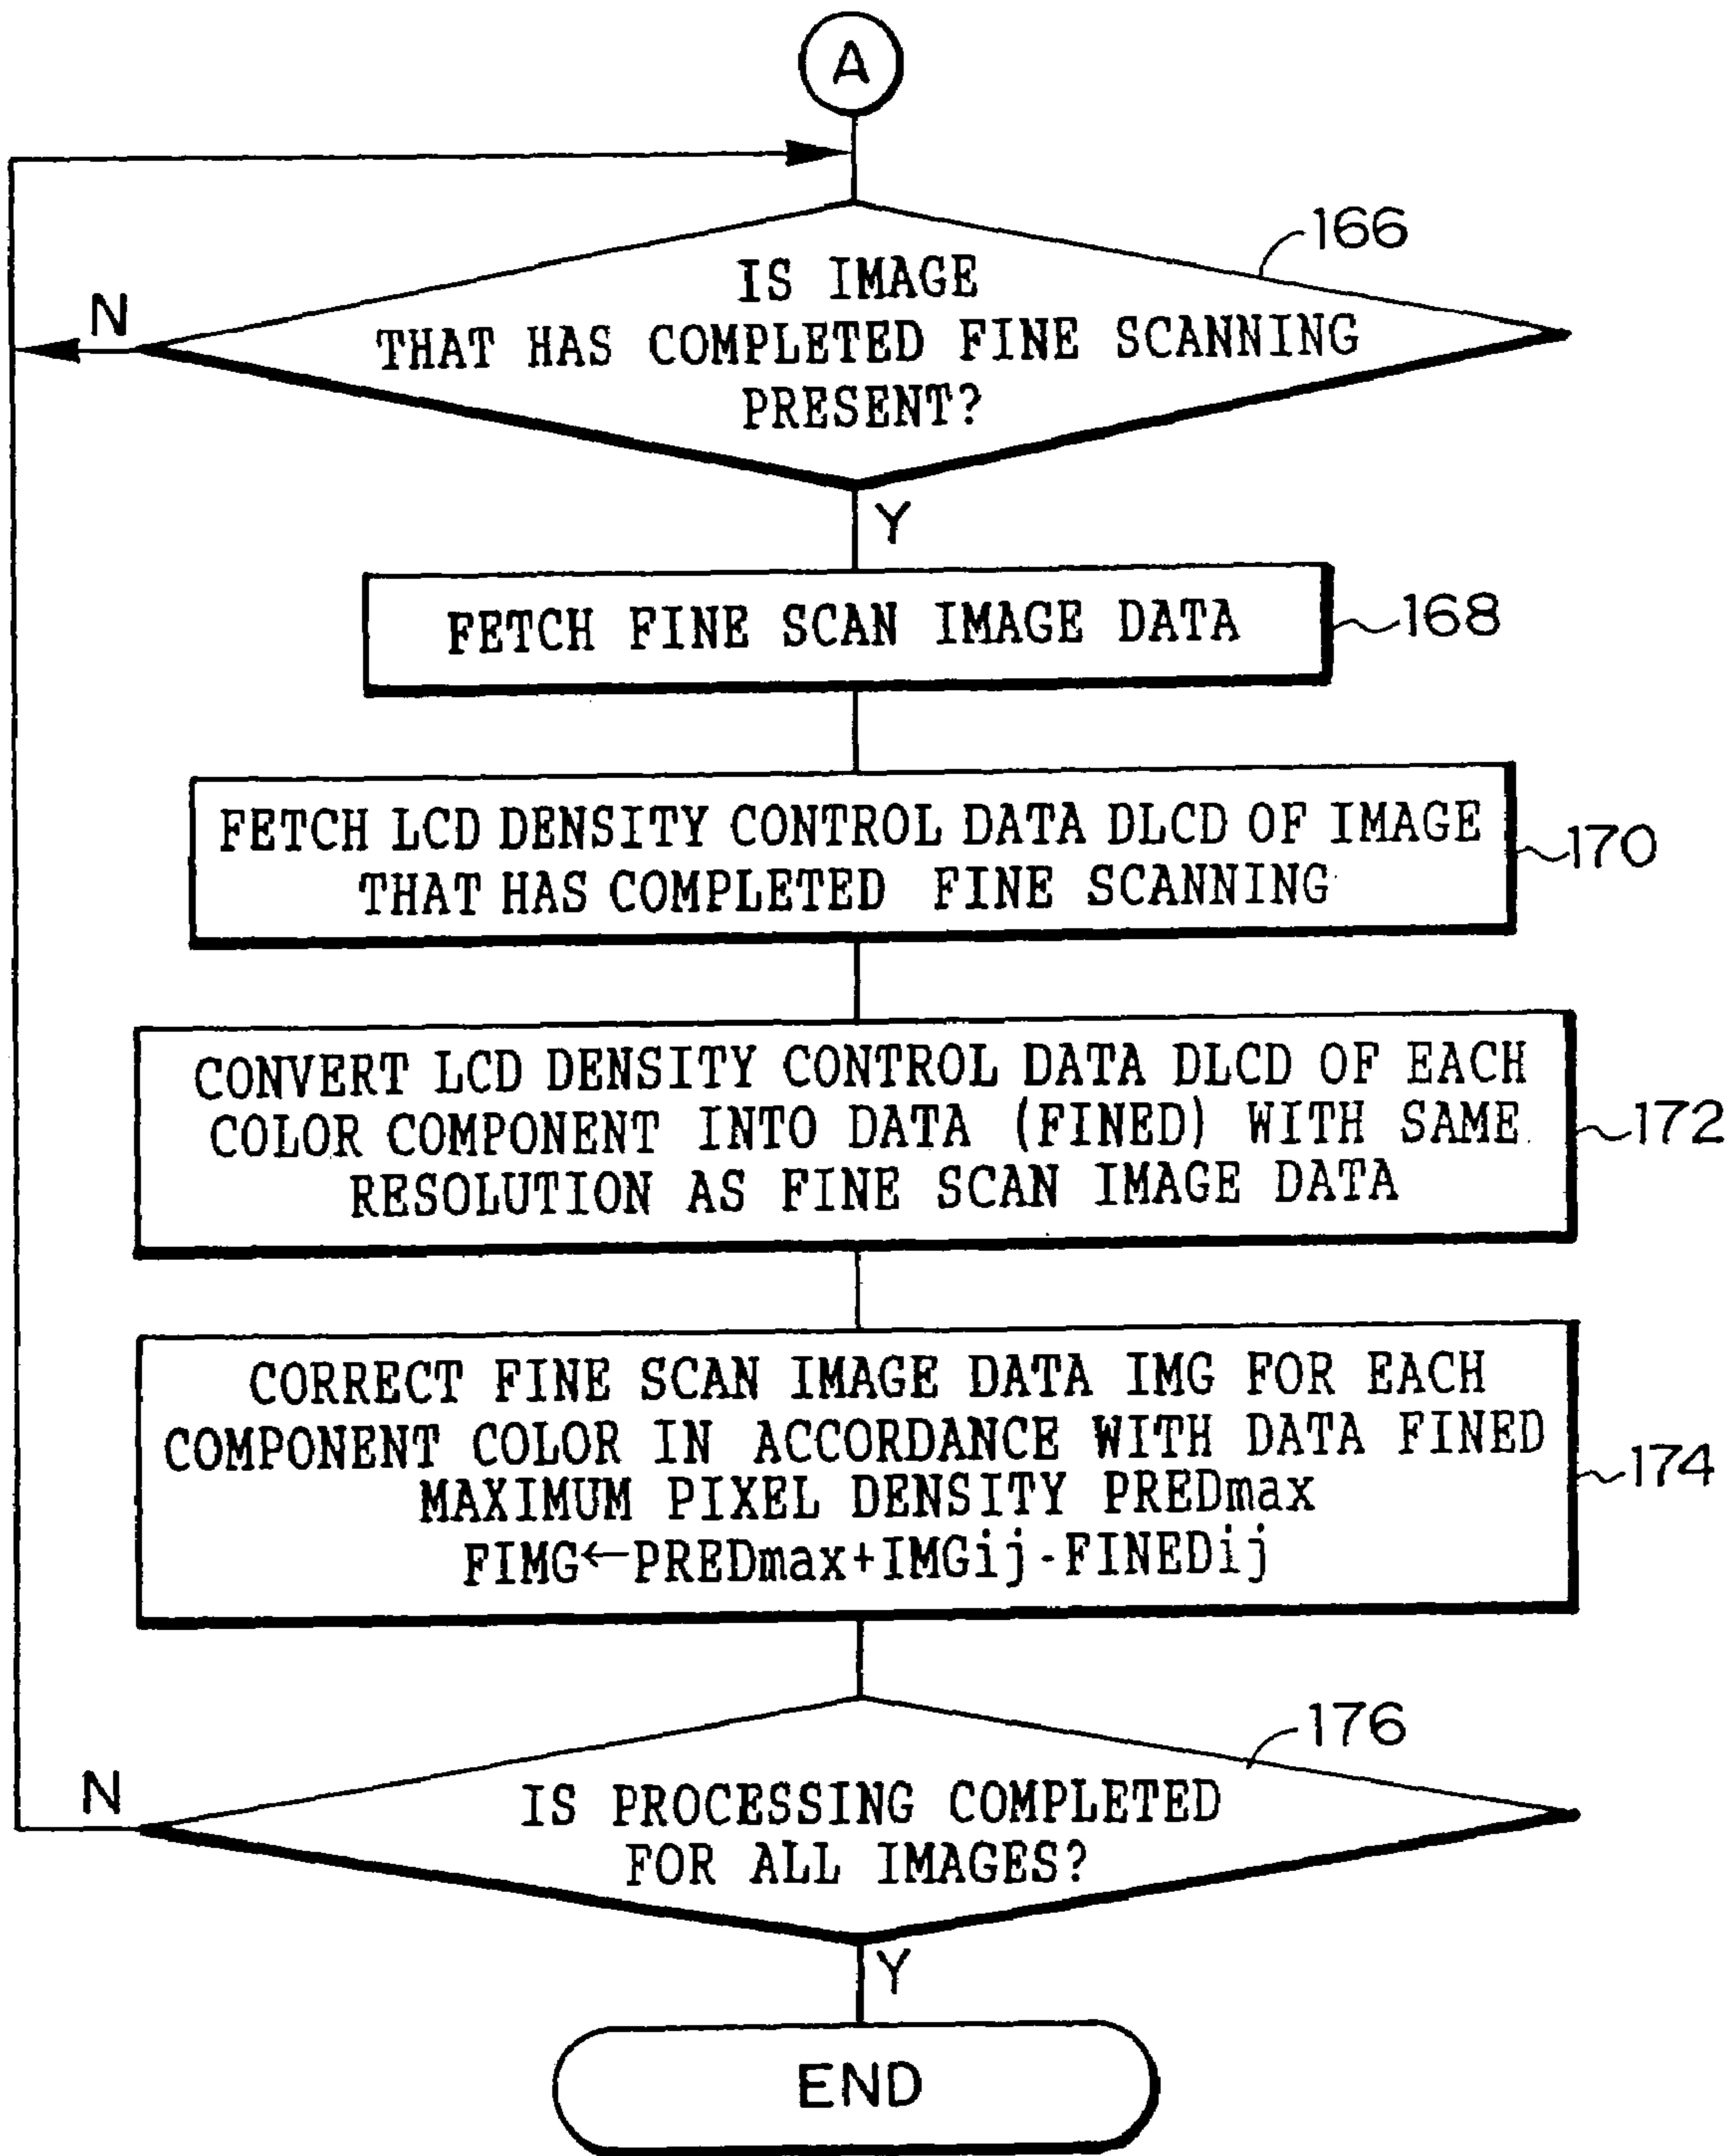 A
166
IS IMAGE
N
THAT HAS COMPLETED FINE SCANNING
PRESENT?
Y
FETCH FINE SCAN IMAGE DATA
168
FETCH LCD DENSITY CONTROL DATA DLCD OF IMAGE
THAT HAS COMPLETED FINE SCANNING
170
CONVERT LCD DENSITY CONTROL DATA DLCD OF EACH
COLOR COMPONENT INTO DATA (FINED) WITH SAME
RESOLUTION AS FINE SCAN IMAGE DATA
172
CORRECT FINE SCAN IMAGE DATA IMG FOR EACH
COMPONENT COLOR IN ACCORDANCE WITH DATA FINED
MAXIMUM PIXEL DENSITY PREDmax
FIMG←PREDmax+IMGij-FINEDij
174
176
N
IS PROCESSING COMPLETED
FOR ALL IMAGES?
Y
END